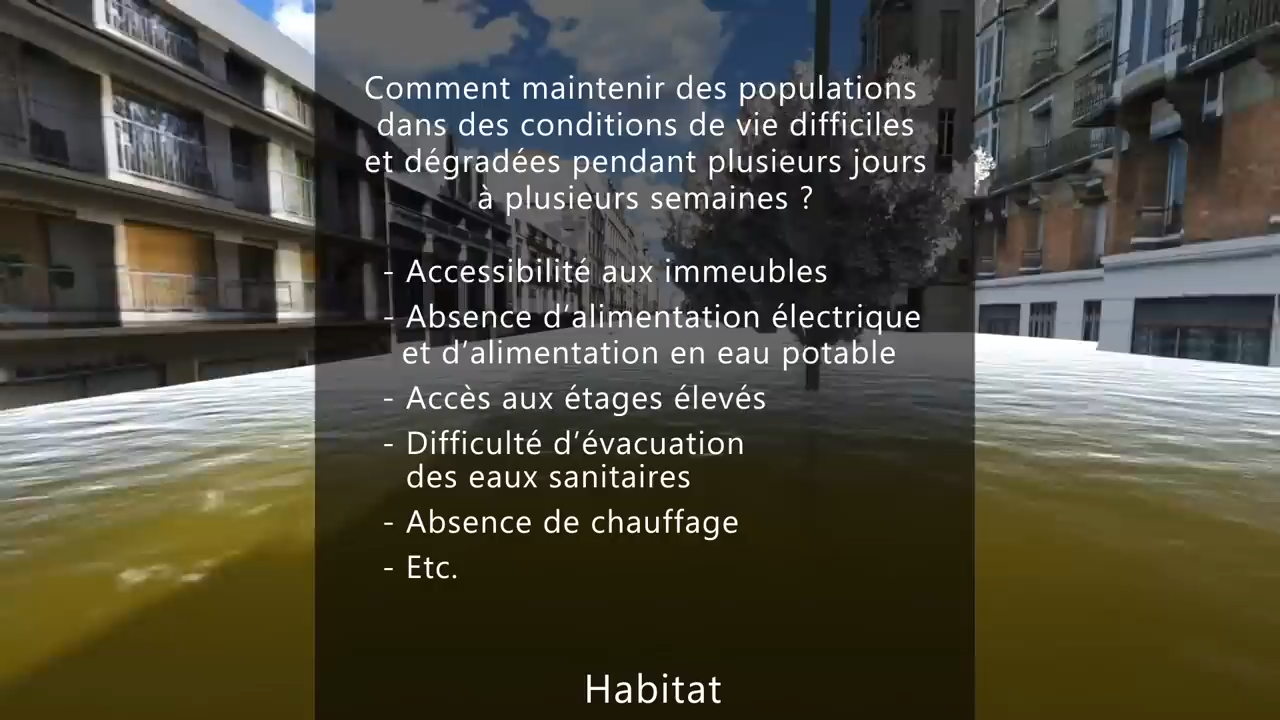 Comment maintenir des populations
dans des conditions de vie difficiles
et dégradées pendant plusieurs jours
à plusieurs semaines ?
- Accessibilité aux immeubles
- Absence d’alimentation électrique
et d’alimentation en eau potable
- Accès aux étages élevés
- Difficulté d’évacuation
des eaux sanitaires
- Absence de chauffage
- Etc.
Habitat